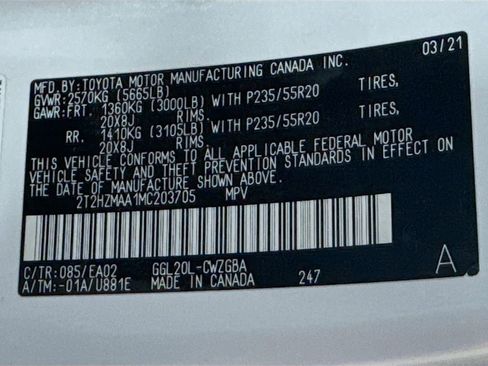 03/21
MFD.BY:TOYOTA MOTOR MANUFACTURING CANADA INC.
GVWR:2570KG (5665LB)
GAWR:FRT. 1360KG (3000LB) WITH P235/55R20 TIRES,
20X8J RIMS.
RR. 1410KG (3105LB) WITH P235/55R20 TIRES,
20X8J RIMS.
THIS VEHICLE CONFORMS TO ALL APPLICABLE FEDERAL MOTOR
VEHICLE SAFETY AND THEFT PREVENTION STANDARDS IN EFFECT ON
THE DATE OF MANUFACTURE SHOWN ABOVE.
2T2HZMAA1MC203705 MPV
C/TR:085/EA02 GGL20L-CWZGBA
A/TM:-01A/U881E MADE IN CANADA 247 A